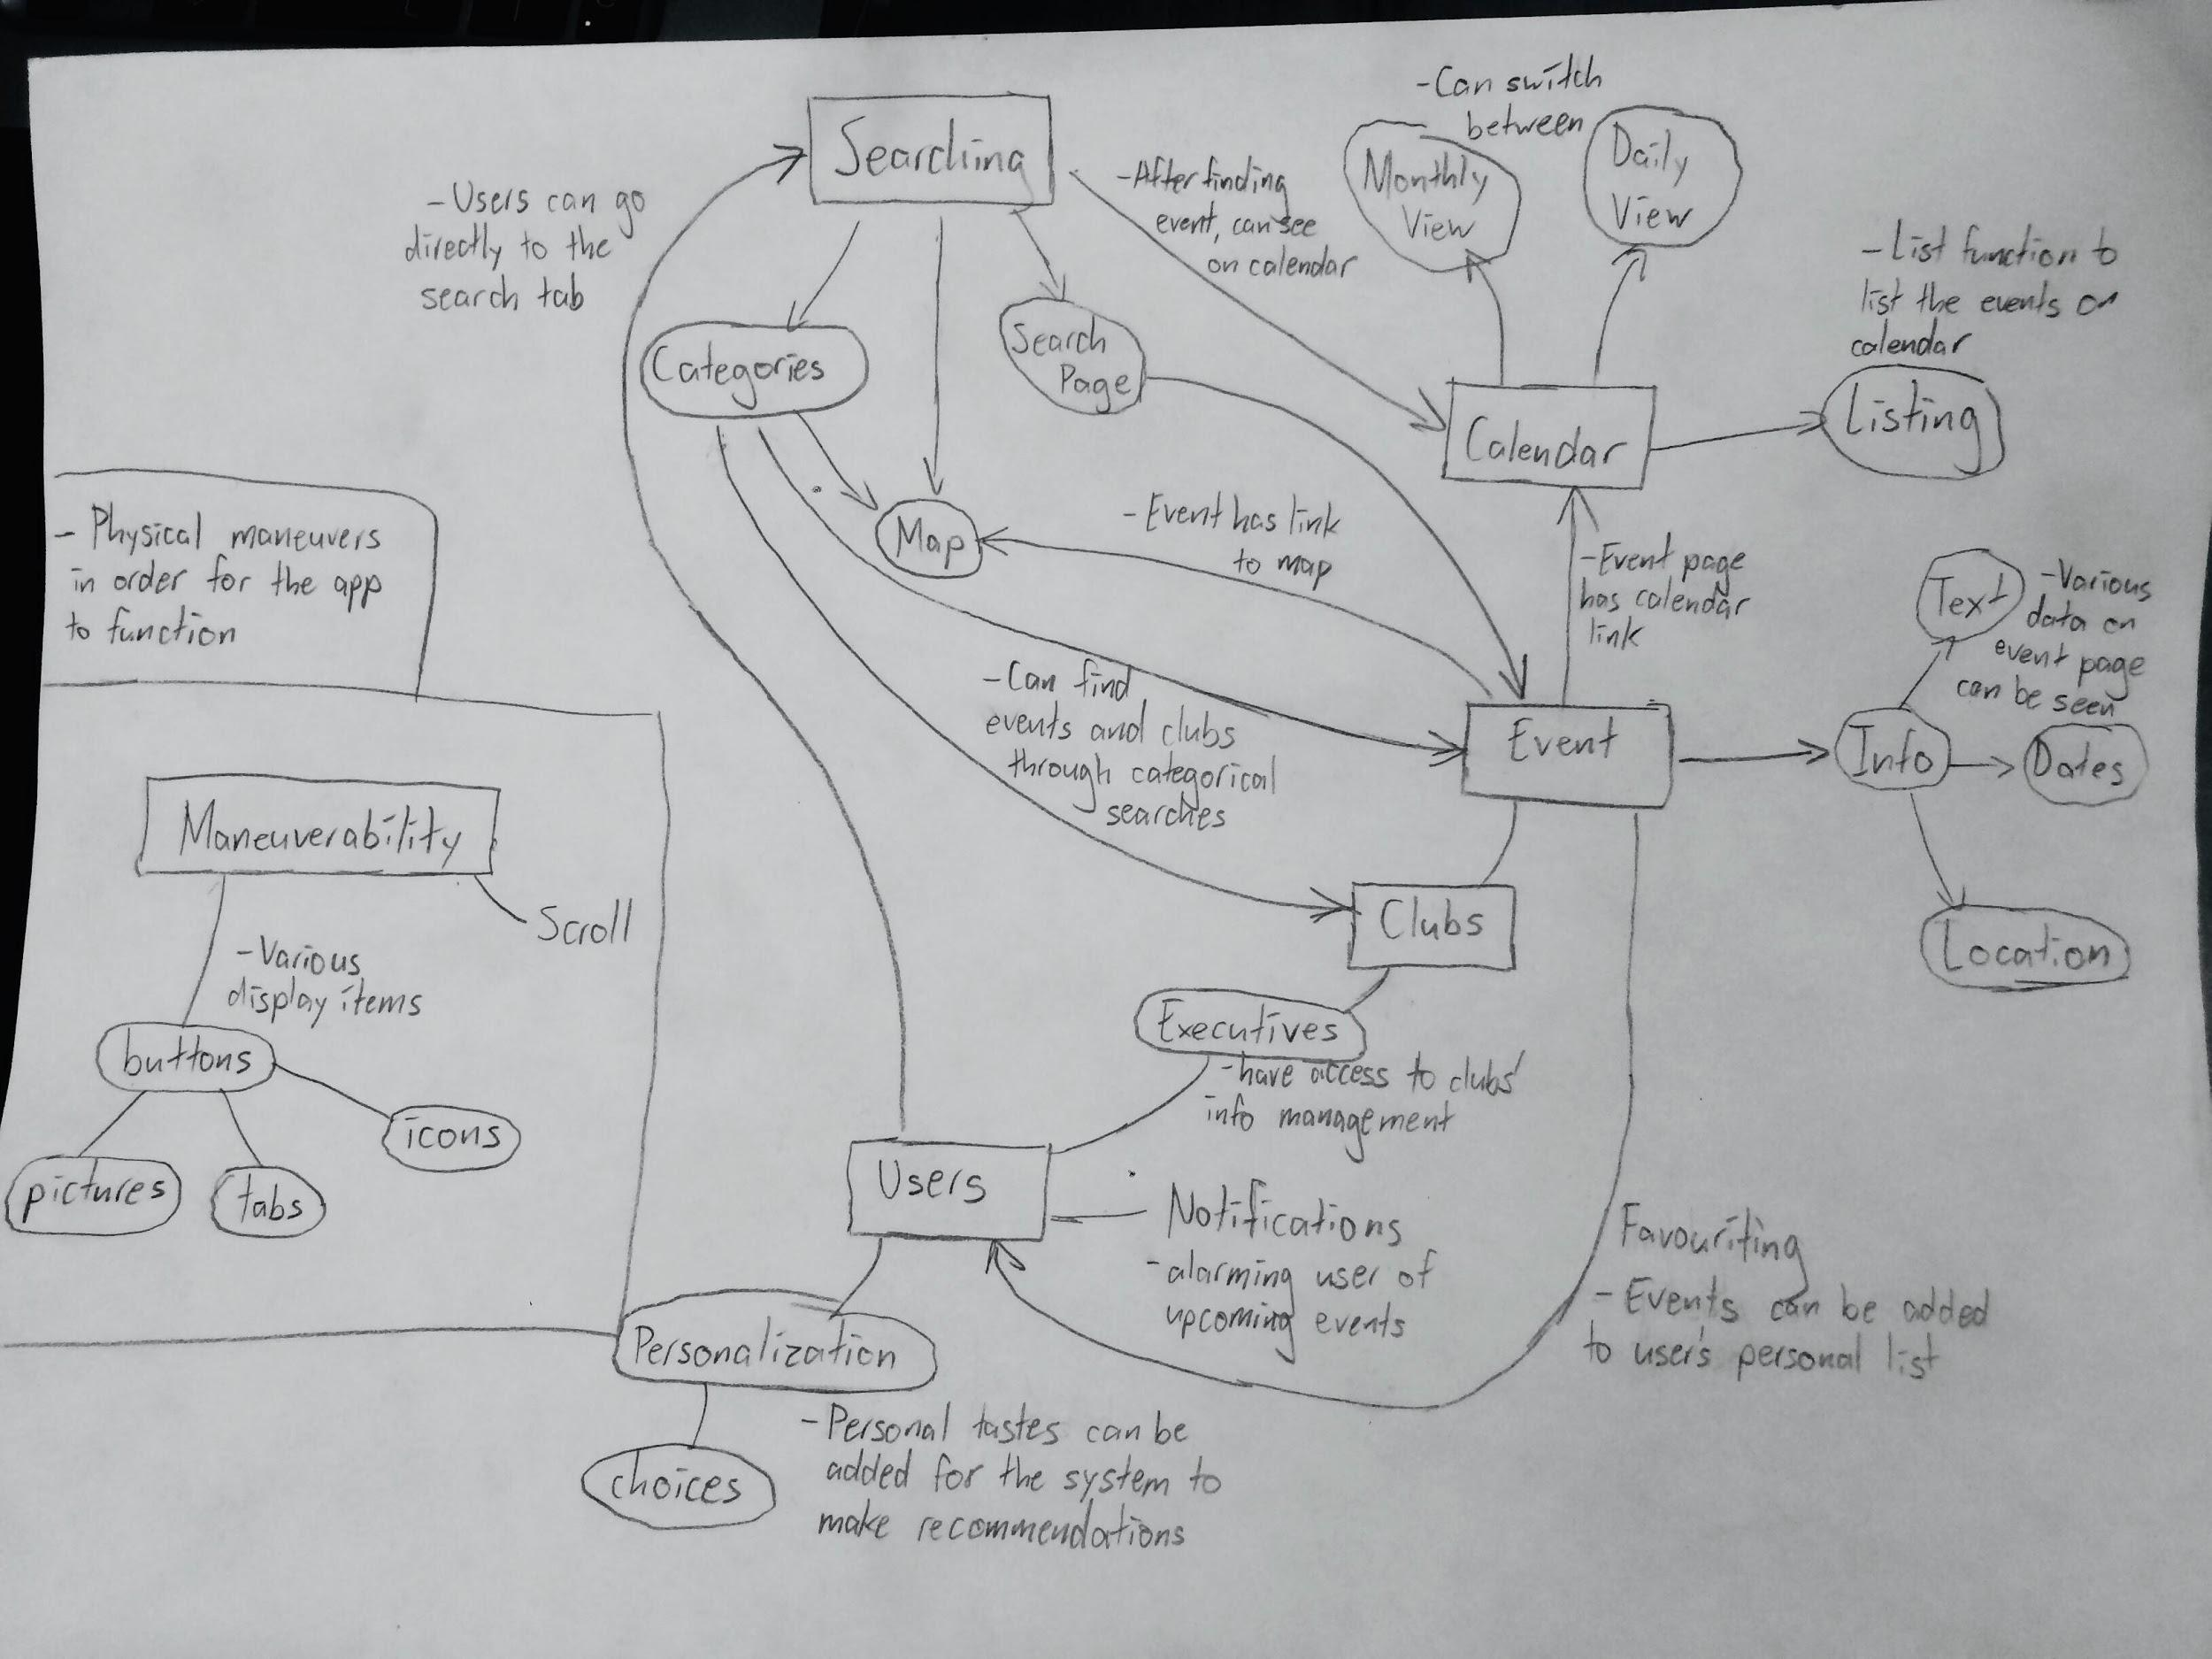 Searching
- Users can go
directly to the
search tab
Categories
Search
Page
Map
- After finding
event, can see
on calendar
- Can switch
between
Monthly
View
Daily
View
- List function to
list the events on
calendar
Listing
Calendar
- Event has link
to map
- Event page
has calendar
link
Text
- Various
data on
event page
can be seen
Event
Info
Dates
Location
- Can find
events and clubs
through categorical
searches
Clubs
Executives
- have access to clubs'
info management
Users
Notifications
- alarming user of
upcoming events
Favouriting
- Events can be added
to user's personal list
Personalization
- Personal tastes can be
added for the system to
make recommendations
choices
- Physical maneuvers
in order for the app
to function
Maneuverability
Scroll
- Various
display items
buttons
icons
pictures
tabs